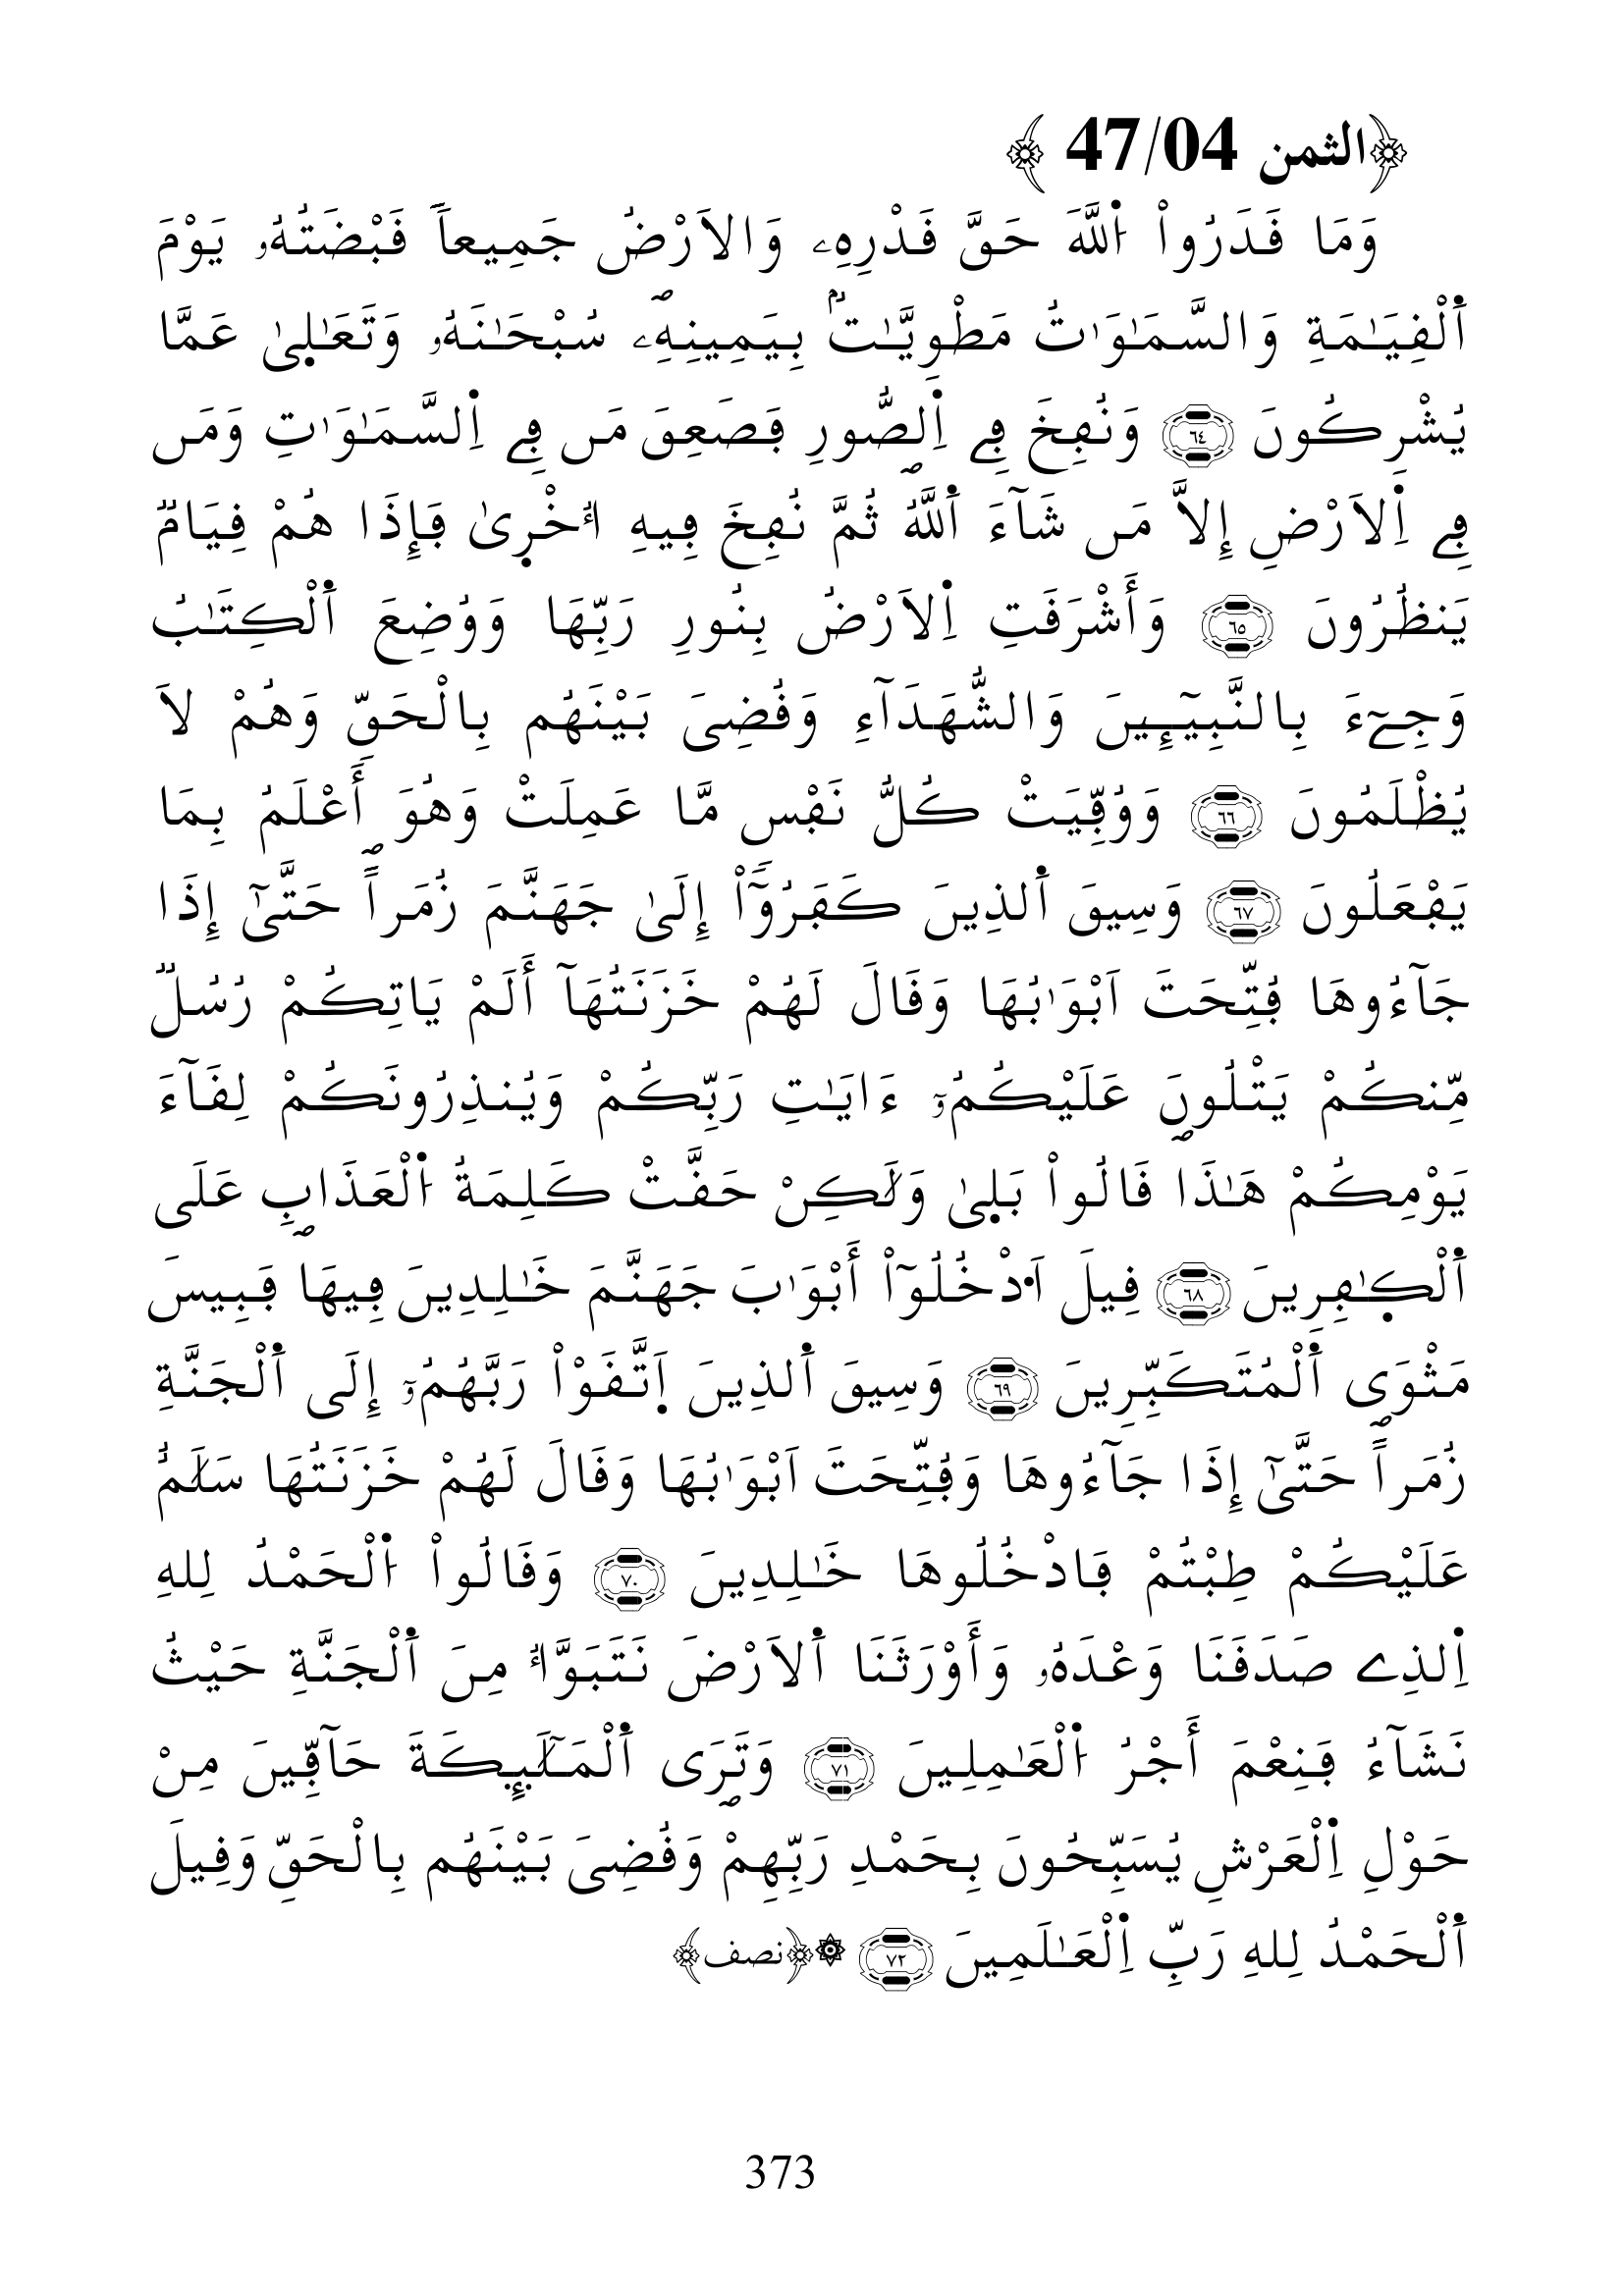 ﴿الثمن 47/04 ﴾
وَمَا قَدَرُواْ اُ۬للَّهَ حَقَّ قَدْرِهِۦ وَالَارْضُ جَمِيعاٗ قَبْضَتُهُۥ يَوْمَ
اَ۬لْقِيَٰمَةِ وَالسَّمَٰوَٰتُ مَطْوِيَّٰتُۢ بِيَمِينِهِۦۖ سُبْحَٰنَهُۥ وَتَعَٰل۪ىٰ عَمَّا
يُشْرِكُونَ ٦٤ وَنُفِخَ فِے اِ۬لصُّورِ فَصَعِقَ مَن فِے اِ۬لسَّمَٰوَٰتِ وَمَن
فِے اِ۬لَارْضِ إِلَّا مَن شَآءَ اَ۬للَّهُۖ ثُمَّ نُفِخَ فِيهِ أُخْر۪ىٰ فَإِذَا هُمْ قِيَامٞ
يَنظُرُونَ ٦٥ وَأَشْرَقَتِ اِ۬لَارْضُ بِنُورِ رَبِّهَا وَوُضِعَ اَ۬لْكِتَٰبُ
وَجِےٓءَ بِالنَّبِيٓـِٕينَ وَالشُّهَدَآءِ وَقُضِىَ بَيْنَهُم بِالْحَقِّ وَهُمْ لَا
يُظْلَمُونَ ٦٦ وَوُفِّيَتْ كُلُّ نَفْسٖ مَّا عَمِلَتْ وَهُوَ أَعْلَمُ بِمَا
يَفْعَلُونَۖ ٦٧ وَسِيقَ اَ۬لذِينَ كَفَرُوٓاْ إِلَىٰ جَهَنَّمَ زُمَراًۖ حَتَّىٰٓ إِذَا
جَآءُوهَا فُتِّحَتَ اَبْوَٰبُهَا وَقَالَ لَهُمْ خَزَنَتُهَآ أَلَمْ يَاتِكُمْ رُسُلٞ
مِّنكُمْ يَتْلُونَ عَلَيْكُمُۥٓ ءَايَٰتِ رَبِّكُمْ وَيُنذِرُونَكُمْ لِقَآءَ
يَوْمِكُمْ هَٰذَاۖ قَالُواْ بَل۪ىٰ وَلَٰكِنْ حَقَّتْ كَلِمَةُ اُ۬لْعَذَابِ عَلَى
اَ۬لْكٰ۪فِرِينَۖ ٦٨ قِيلَ اَ۟دْخُلُوٓاْ أَبْوَٰبَ جَهَنَّمَ خَٰلِدِينَ فِيهَا فَبِيسَ
مَثْوَى اَ۬لْمُتَكَبِّرِينَۖ ٦٩ وَسِيقَ اَ۬لذِينَ اَ۪تَّقَوْاْ رَبَّهُمُۥٓ إِلَى اَ۬لْجَنَّةِ
زُمَراًۖ حَتَّىٰٓ إِذَا جَآءُوهَا وَفُتِّحَتَ اَبْوَٰبُهَا وَقَالَ لَهُمْ خَزَنَتُهَا سَلَٰمٌ
عَلَيْكُمْ طِبْتُمْ فَادْخُلُوهَا خَٰلِدِينَ ٧٠ وَقَالُواْ اُ۬لْحَمْدُ لِلهِ
اِ۬لذِے صَدَقَنَا وَعْدَهُۥ وَأَوْرَثَنَا اَ۬لَارْضَ نَتَبَوَّأُ مِنَ اَ۬لْجَنَّةِ حَيْثُ
نَشَآءُ فَنِعْمَ أَجْرُ اُ۬لْعَٰمِلِينَ ٧١ وَتَرَى اَ۬لْمَلَٰٓئِكَةَ حَآفِّينَ مِنْ
حَوْلِ اِ۬لْعَرْشِ يُسَبِّحُونَ بِحَمْدِ رَبِّهِمْ وَقُضِىَ بَيْنَهُم بِالْحَقِّ وَقِيلَ
اَ۬لْحَمْدُ لِلهِ رَبِّ اِ۬لْعَٰلَمِينَ ٧٢ ۞﴿نصف﴾
373